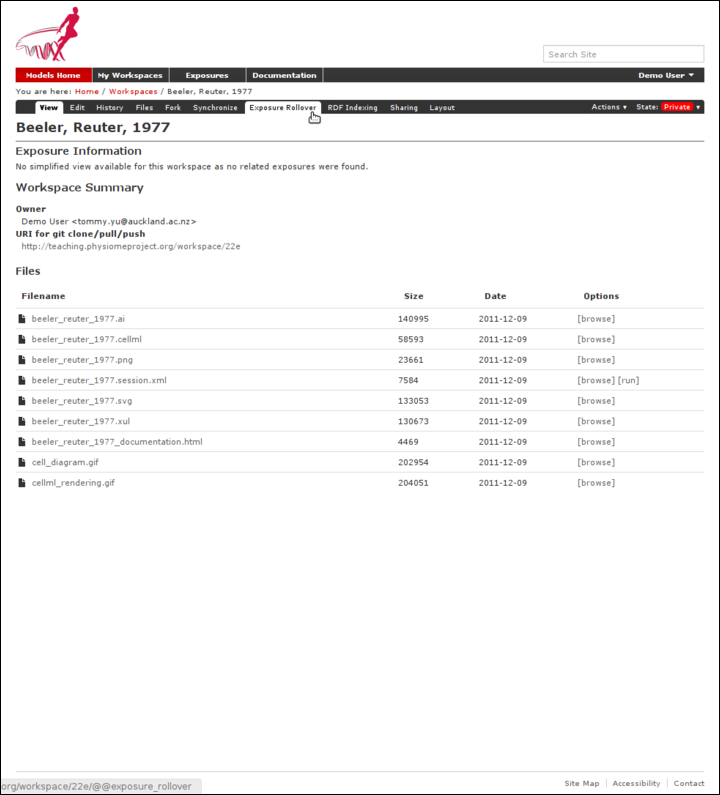 Search Site
Models Home My Workspaces Exposures Documentation Demo User ▼
You are here: Home / Workspaces / Beeler, Reuter, 1977
View Edit History Files Fork Synchronize Exposure Rollover RDF Indexing Sharing Layout Actions ▼ State: Private ▼
Beeler, Reuter, 1977
Exposure Information
No simplified view available for this workspace as no related exposures were found.
Workspace Summary
Owner
Demo User <tommy.yu@auckland.ac.nz>
URI for git clone/pull/push
http://teaching.physiomeproject.org/workspace/22e
Files
Filename Size Date Options
beeler_reuter_1977.ai 140995 2011-12-09 [browse]
beeler_reuter_1977.cellml 58593 2011-12-09 [browse]
beeler_reuter_1977.png 23661 2011-12-09 [browse]
beeler_reuter_1977.session.xml 7584 2011-12-09 [browse] [run]
beeler_reuter_1977.svg 133053 2011-12-09 [browse]
beeler_reuter_1977.xul 130673 2011-12-09 [browse]
beeler_reuter_1977_documentation.html 4469 2011-12-09 [browse]
cell_diagram.gif 202954 2011-12-09 [browse]
cellml_rendering.gif 204051 2011-12-09 [browse]
Site Map Accessibility Contact
org/workspace/22e/@@exposure_rollover